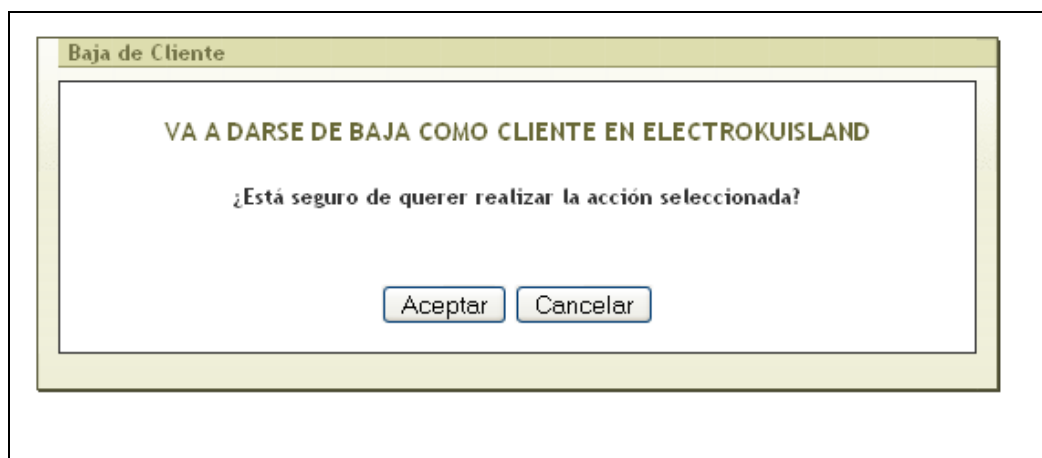 Baja de Cliente
VA A DARSE DE BAJA COMO CLIENTE EN ELECTROKUISLAND
¿Está seguro de querer realizar la acción seleccionada?
Aceptar Cancelar